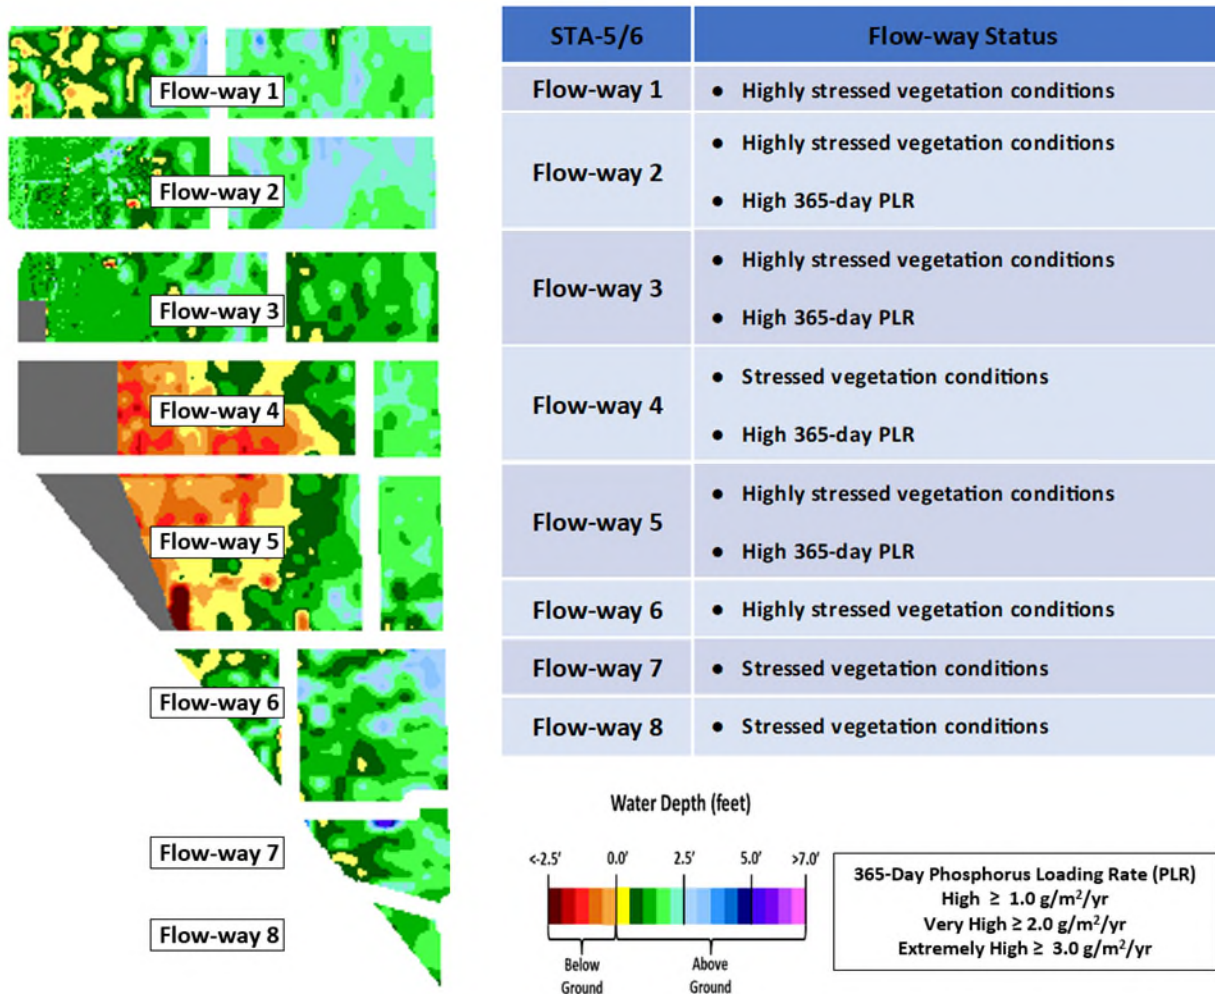 Flow-way 1
Flow-way 2
Flow-way 3
Flow-way 4
Flow-way 5
Flow-way 6
Flow-way 7
Flow-way 8
STA-5/6 Flow-way Status
Flow-way 1 ● Highly stressed vegetation conditions
Flow-way 2 ● Highly stressed vegetation conditions
● High 365-day PLR
Flow-way 3 ● Highly stressed vegetation conditions
● High 365-day PLR
Flow-way 4 ● Stressed vegetation conditions
● High 365-day PLR
Flow-way 5 ● Highly stressed vegetation conditions
● High 365-day PLR
Flow-way 6 ● Highly stressed vegetation conditions
Flow-way 7 ● Stressed vegetation conditions
Flow-way 8 ● Stressed vegetation conditions
Water Depth (feet)
<-2.5' 0.0' 2.5' 5.0' >7.0'
Below
Ground
Above
Ground
365-Day Phosphorus Loading Rate (PLR)
High ≥ 1.0 g/m²/yr
Very High ≥ 2.0 g/m²/yr
Extremely High ≥ 3.0 g/m²/yr